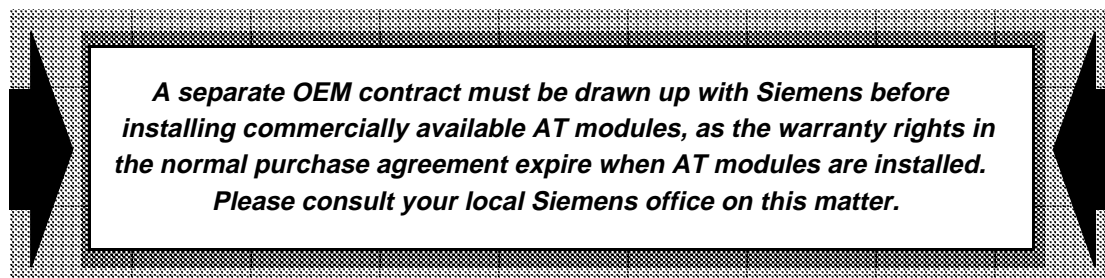 A separate OEM contract must be drawn up with Siemens before
installing commercially available AT modules, as the warranty rights in
the normal purchase agreement expire when AT modules are installed.
Please consult your local Siemens office on this matter.